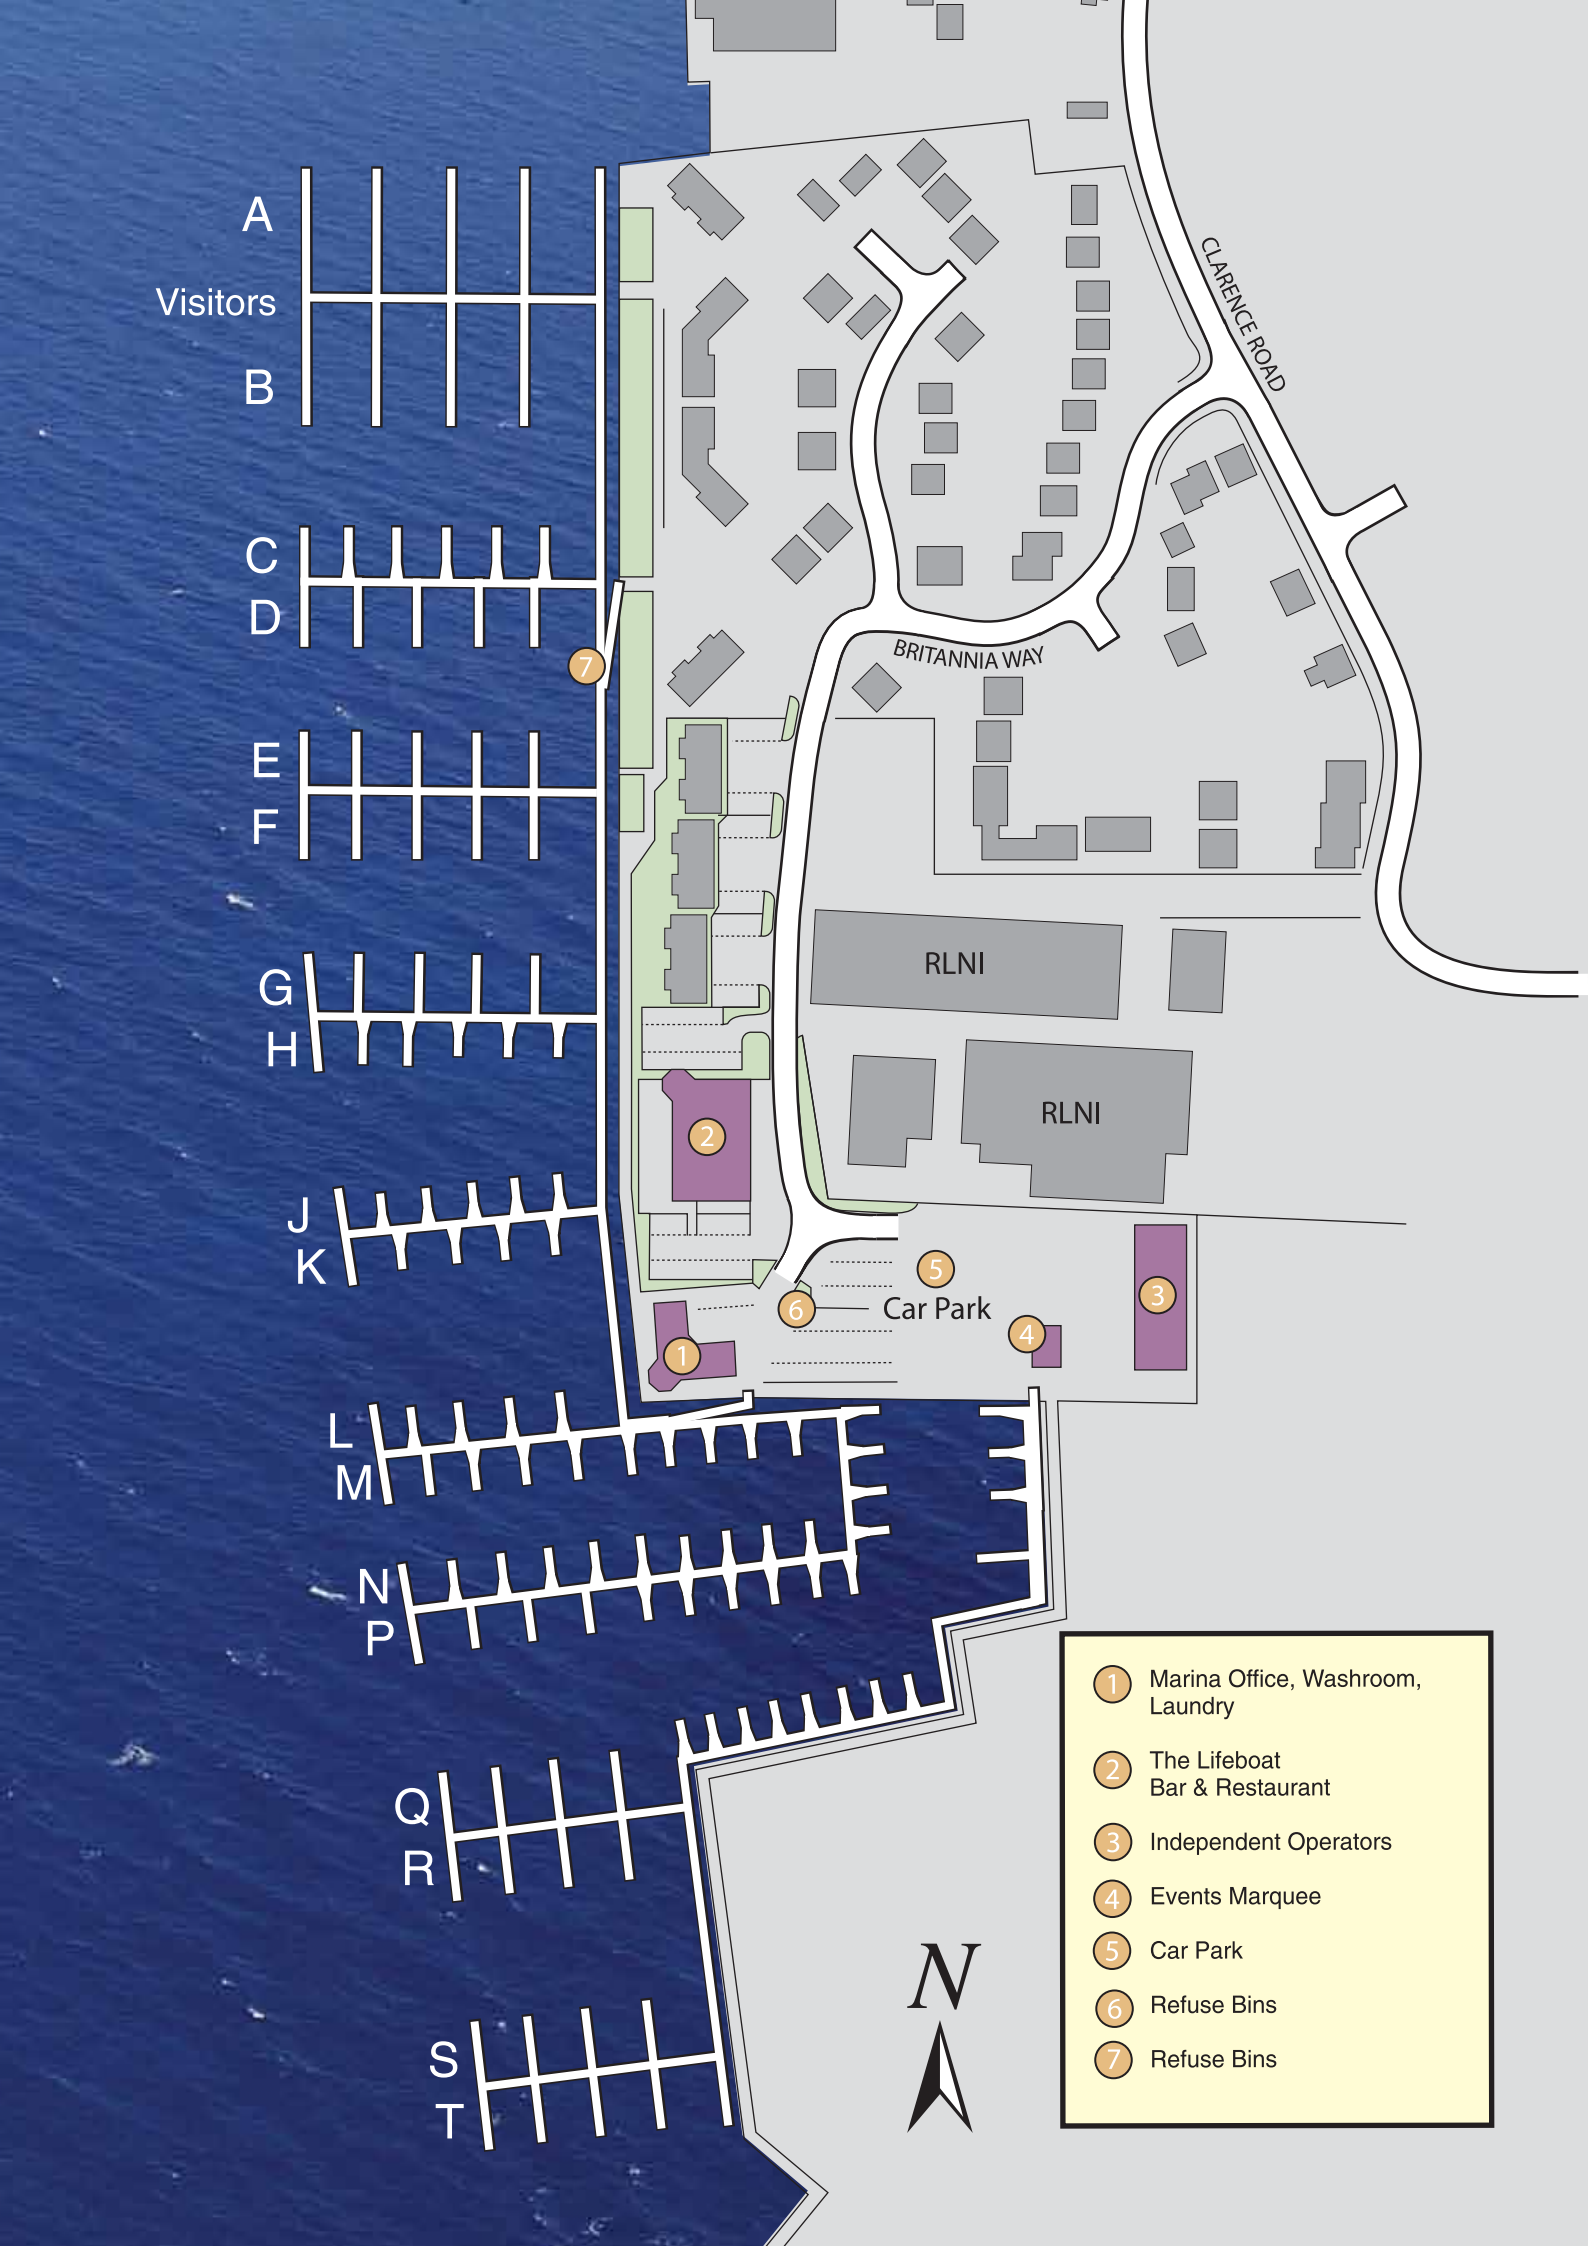 A
Visitors
B
CLARENCE ROAD
C
D
7
BRITANNIA WAY
E
F
RLNI
G
H
RLNI
2
J
K
5
3
6
Car Park
4
1
L
M
N
P
1 Marina Office, Washroom,
Laundry
2 The Lifeboat
Bar & Restaurant
3 Independent Operators
4 Events Marquee
5 Car Park
6 Refuse Bins
7 Refuse Bins
Q
R
N
S
T